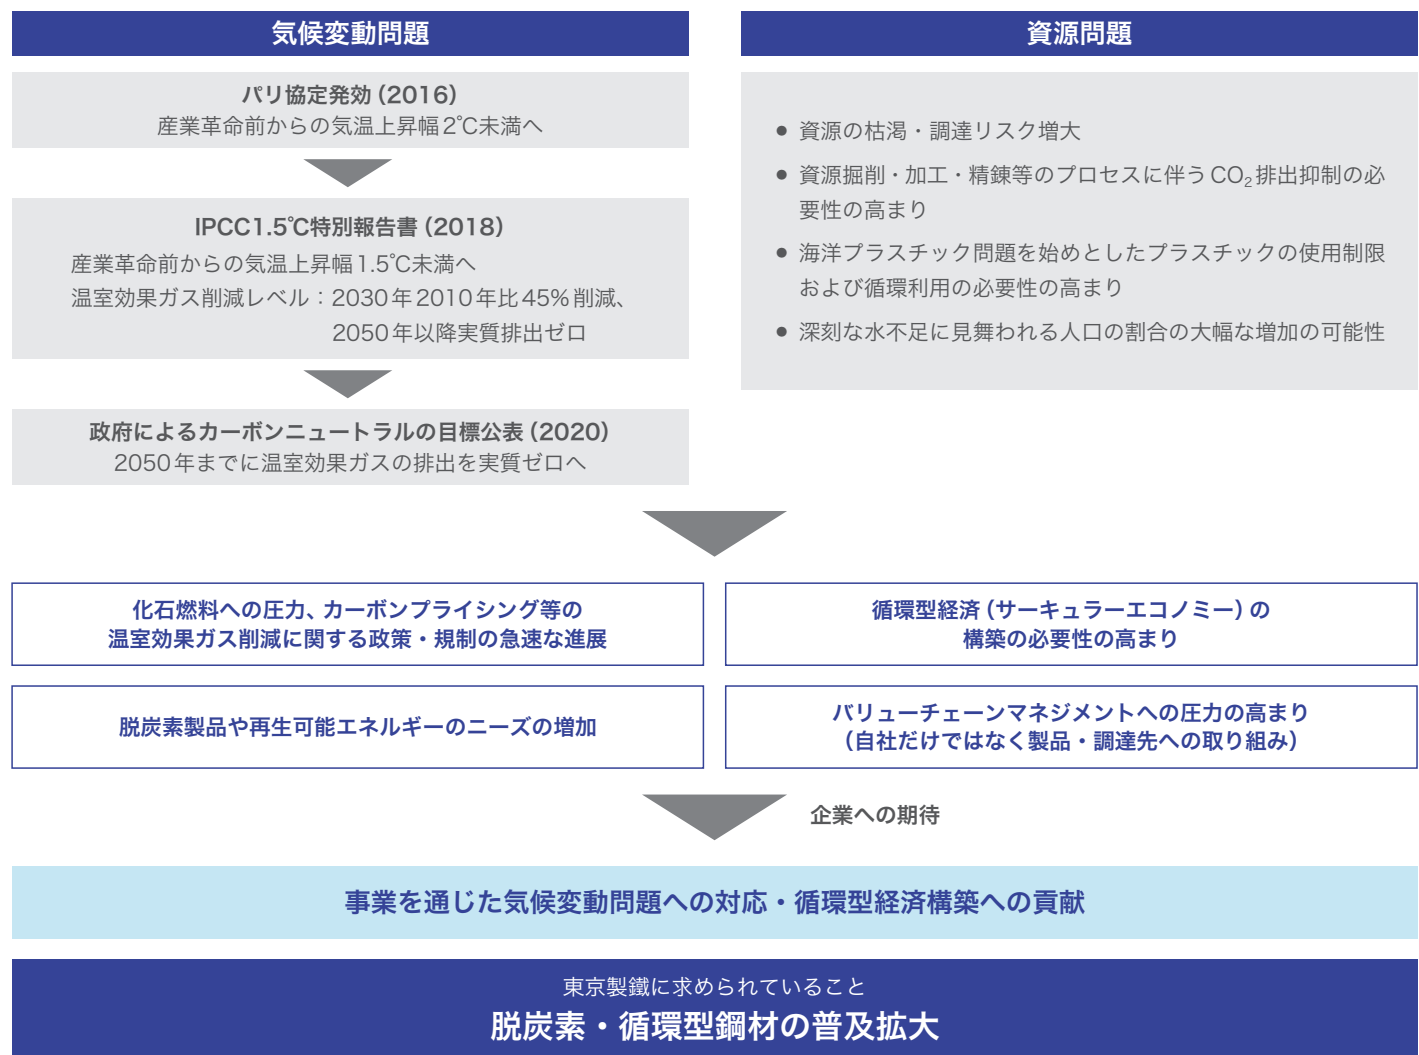 気候変動問題
パリ協定発効（2016）
産業革命前からの気温上昇幅2℃未満へ
IPCC1.5℃特別報告書（2018）
産業革命前からの気温上昇幅1.5℃未満へ
温室効果ガス削減レベル：2030年2010年比45%削減、
2050年以降実質排出ゼロ
政府によるカーボンニュートラルの目標公表（2020）
2050年までに温室効果ガスの排出を実質ゼロへ
資源問題
● 資源の枯渇・調達リスク増大
● 資源掘削・加工・精錬等のプロセスに伴うCO₂排出抑制の必
要性の高まり
● 海洋プラスチック問題を始めとしたプラスチックの使用制限
および循環利用の必要性の高まり
● 深刻な水不足に見舞われる人口の割合の大幅な増加の可能性
化石燃料への圧力、カーボンプライシング等の
温室効果ガス削減に関する政策・規制の急速な進展
循環型経済（サーキュラーエコノミー）の
構築の必要性の高まり
脱炭素製品や再生可能エネルギーのニーズの増加
バリューチェーンマネジメントへの圧力の高まり
（自社だけではなく製品・調達先への取り組み）
企業への期待
事業を通じた気候変動問題への対応・循環型経済構築への貢献
東京製鐵に求められていること
脱炭素・循環型鋼材の普及拡大